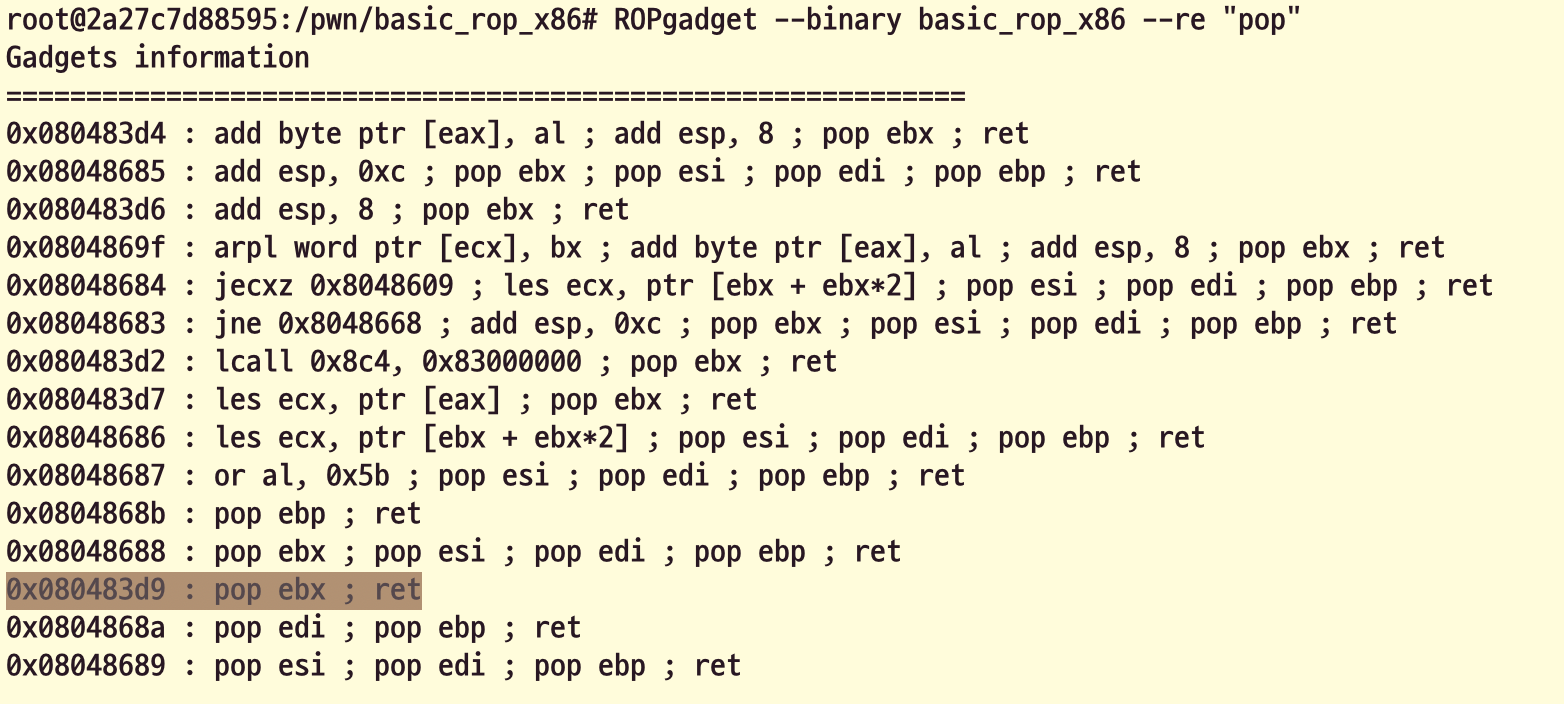 root@2a27c7d88595:/pwn/basic_rop_x86# ROPgadget --binary basic_rop_x86 --re "pop"
Gadgets information
============================================================
0x080483d4 : add byte ptr [eax], al ; add esp, 8 ; pop ebx ; ret
0x08048685 : add esp, 0xc ; pop ebx ; pop esi ; pop edi ; pop ebp ; ret
0x080483d6 : add esp, 8 ; pop ebx ; ret
0x0804869f : arpl word ptr [ecx], bx ; add byte ptr [eax], al ; add esp, 8 ; pop ebx ; ret
0x08048684 : jecxz 0x8048609 ; les ecx, ptr [ebx + ebx*2] ; pop esi ; pop edi ; pop ebp ; ret
0x08048683 : jne 0x8048668 ; add esp, 0xc ; pop ebx ; pop esi ; pop edi ; pop ebp ; ret
0x080483d2 : lcall 0x8c4, 0x83000000 ; pop ebx ; ret
0x080483d7 : les ecx, ptr [eax] ; pop ebx ; ret
0x08048686 : les ecx, ptr [ebx + ebx*2] ; pop esi ; pop edi ; pop ebp ; ret
0x08048687 : or al, 0x5b ; pop esi ; pop edi ; pop ebp ; ret
0x0804868b : pop ebp ; ret
0x08048688 : pop ebx ; pop esi ; pop edi ; pop ebp ; ret
0x080483d9 : pop ebx ; ret
0x0804868a : pop edi ; pop ebp ; ret
0x08048689 : pop esi ; pop edi ; pop ebp ; ret